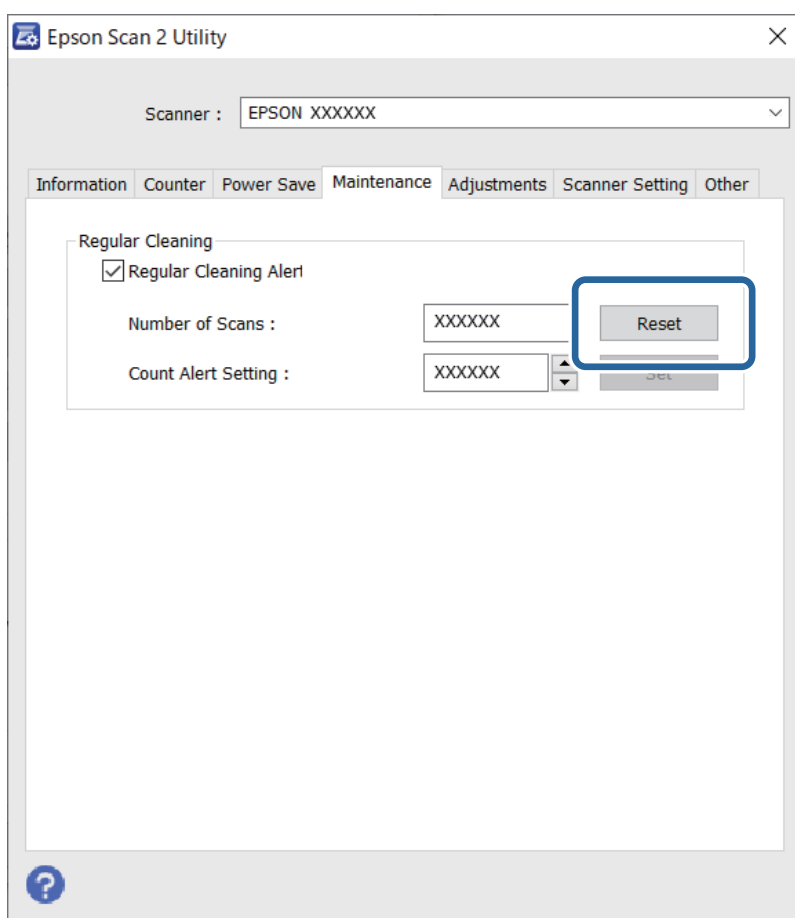 Epson Scan 2 Utility
Scanner : EPSON XXXXXX
Information Counter Power Save Maintenance Adjustments Scanner Setting Other
Regular Cleaning
Regular Cleaning Alert
Number of Scans : XXXXXX Reset
Count Alert Setting : XXXXXX Set
?